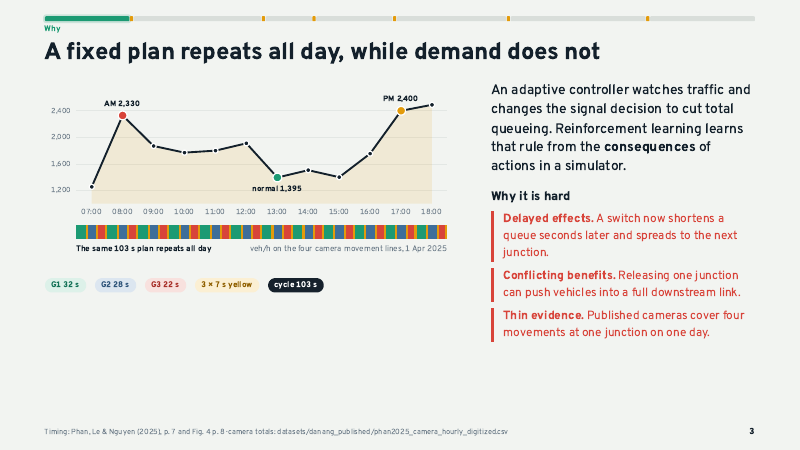 Why
A fixed plan repeats all day, while demand does not
AM 2,330
PM 2,400
normal 1,395
2,400
2,000
1,600
1,200
07:00 08:00 09:00 10:00 11:00 12:00 13:00 14:00 15:00 16:00 17:00 18:00
The same 103 s plan repeats all day
veh/h on the four camera movement lines, 1 Apr 2025
G1 32 s
G2 28 s
G3 22 s
3 × 7 s yellow
cycle 103 s
An adaptive controller watches traffic and
changes the signal decision to cut total
queueing. Reinforcement learning learns
that rule from the consequences of
actions in a simulator.
Why it is hard
Delayed effects. A switch now shortens a
queue seconds later and spreads to the next
junction.
Conflicting benefits. Releasing one junction
can push vehicles into a full downstream link.
Thin evidence. Published cameras cover four
movements at one junction on one day.
Timing: Phan, Le & Nguyen (2025), p. 7 and Fig. 4 p. 8 · camera totals: datasets/danang_published/phan2025_camera_hourly_digitized.csv
3